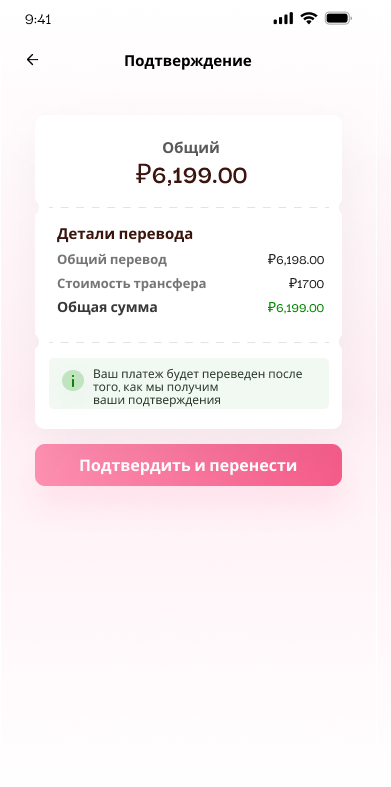 9:41
Подтверждение
Общий
₽6,199.00
Детали перевода
Общий перевод ₽6,198.00
Стоимость трансфера ₽1700
Общая сумма ₽6,199.00
i
Ваш платеж будет переведен после
того, как мы получим
ваши подтверждения
Подтвердить и перенести